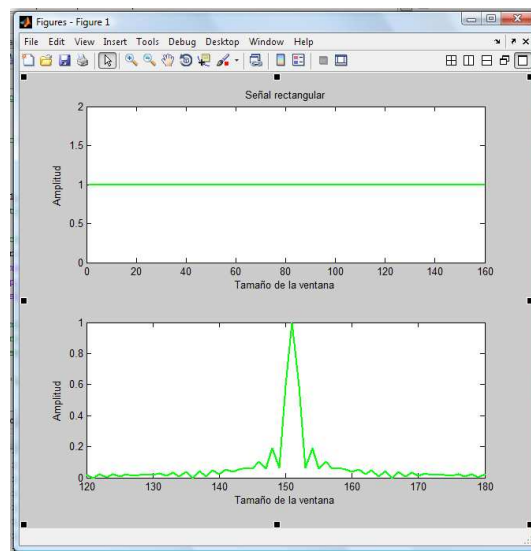 Figures - Figure 1
File Edit View Insert Tools Debug Desktop Window Help
Señal rectangular
Amplitud
2
1.5
1
0.5
0
0 20 40 60 80 100 120 140 160
Tamaño de la ventana
Amplitud
1
0.8
0.6
0.4
0.2
0
120 130 140 150 160 170 180
Tamaño de la ventana